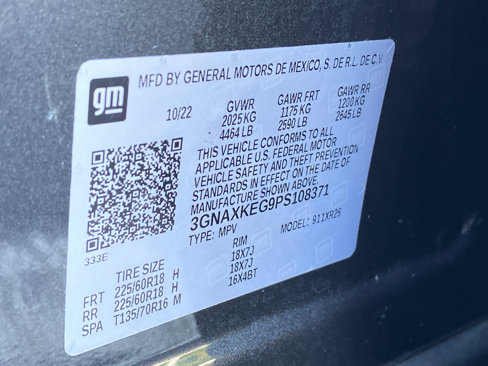 gm
MFD BY GENERAL MOTORS DE MEXICO, S. DE R.L. DE C.V.
10/22 GVWR GAWR FRT GAWR RR
2025 KG 1175 KG 1200 KG
4464 LB 2590 LB 2645 LB
THIS VEHICLE CONFORMS TO ALL
APPLICABLE U.S. FEDERAL MOTOR
VEHICLE SAFETY AND THEFT PREVENTION
STANDARDS IN EFFECT ON THE DATE OF
MANUFACTURE SHOWN ABOVE.
3GNAXKEG9PS108371
TYPE: MPV MODEL: 911XR26
333E
TIRE SIZE RIM
FRT 225/60R18 H 18X7J
RR 225/60R18 H 18X7J
SPA T135/70R16 M 16X4BT